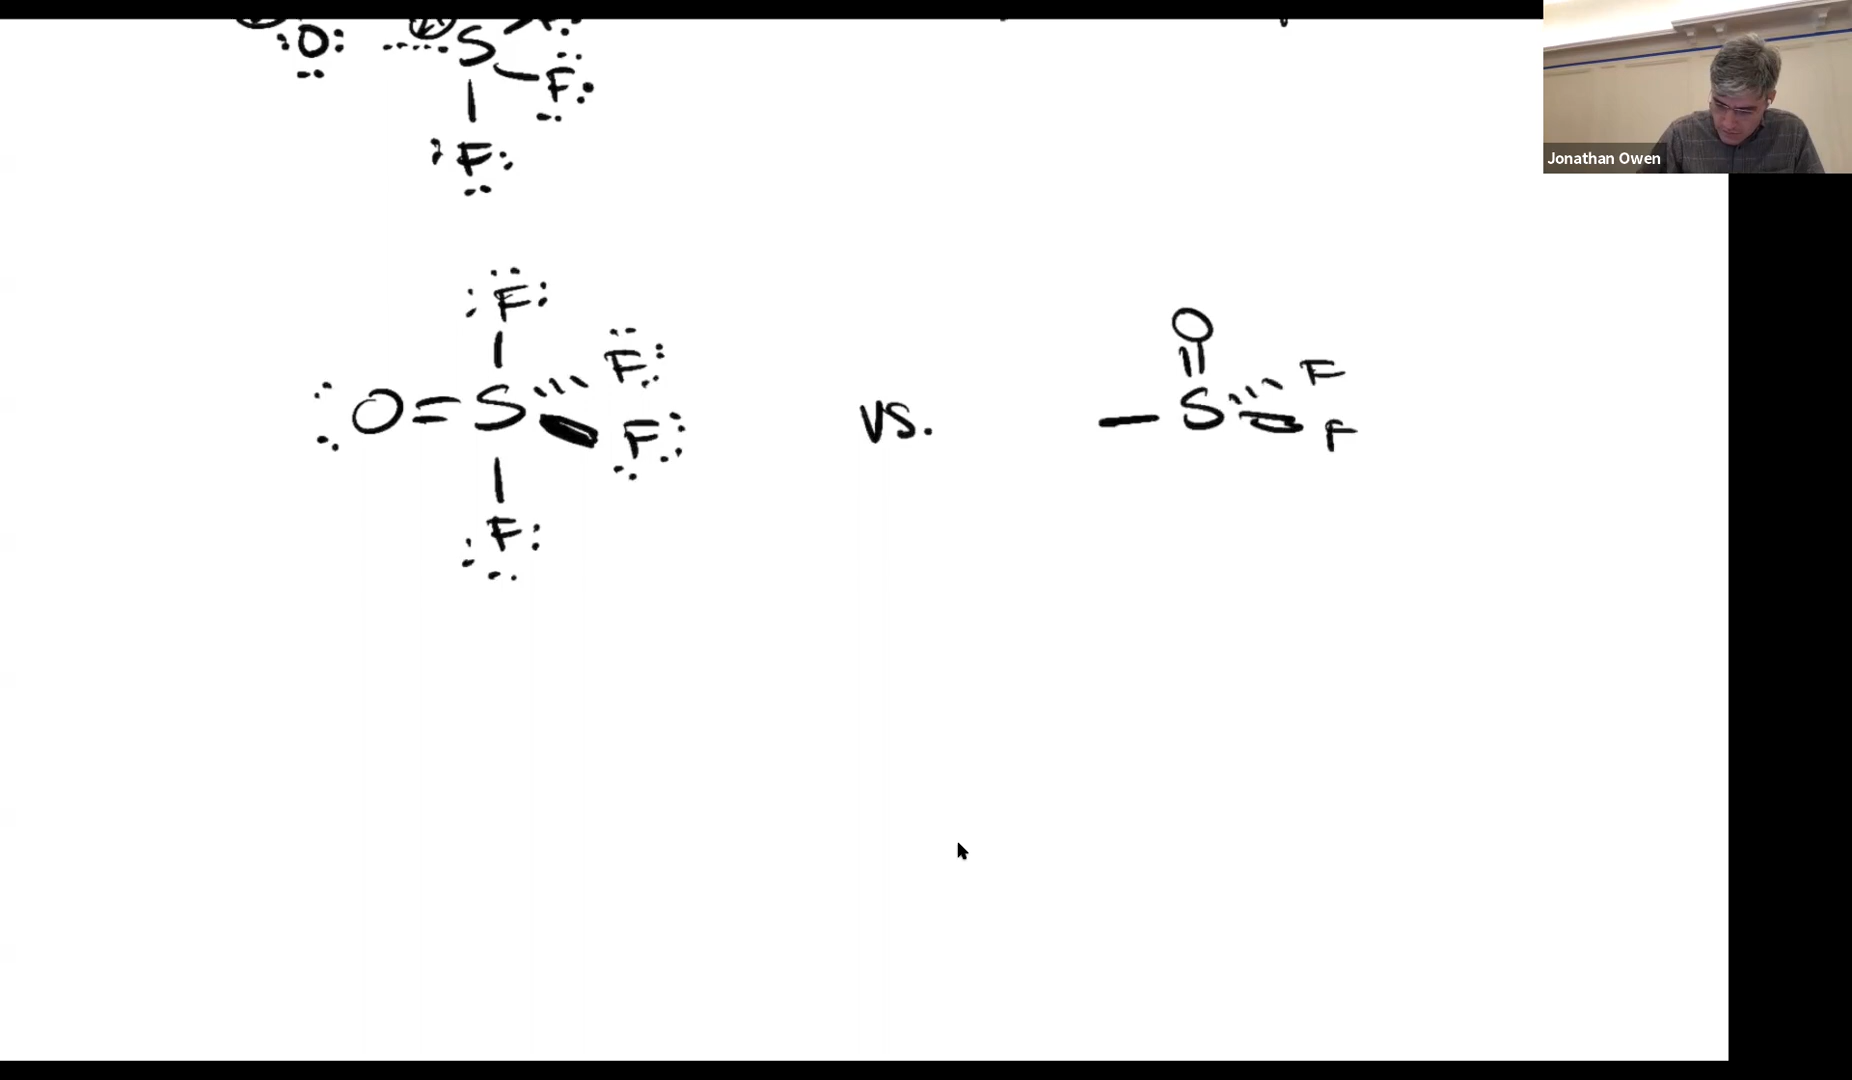 :O: S F:
:F:
Jonathan Owen
:F:
F:
O=S F:
:F:
vs.
O
F
S
F